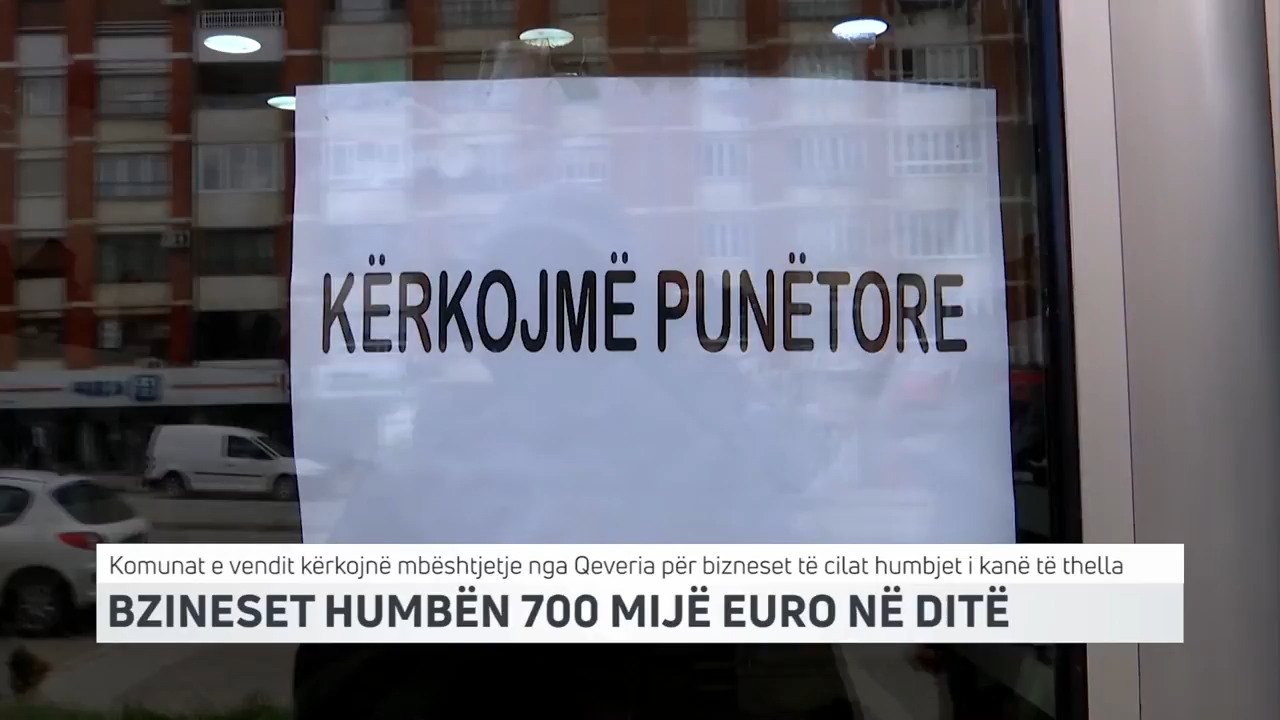 KËRKOJMË PUNËTORE
Komunat e vendit kërkojnë mbështjetje nga Qeveria për bizneset të cilat humbjet i kanë të thella
BZINESET HUMBËN 700 MIJË EURO NË DITË